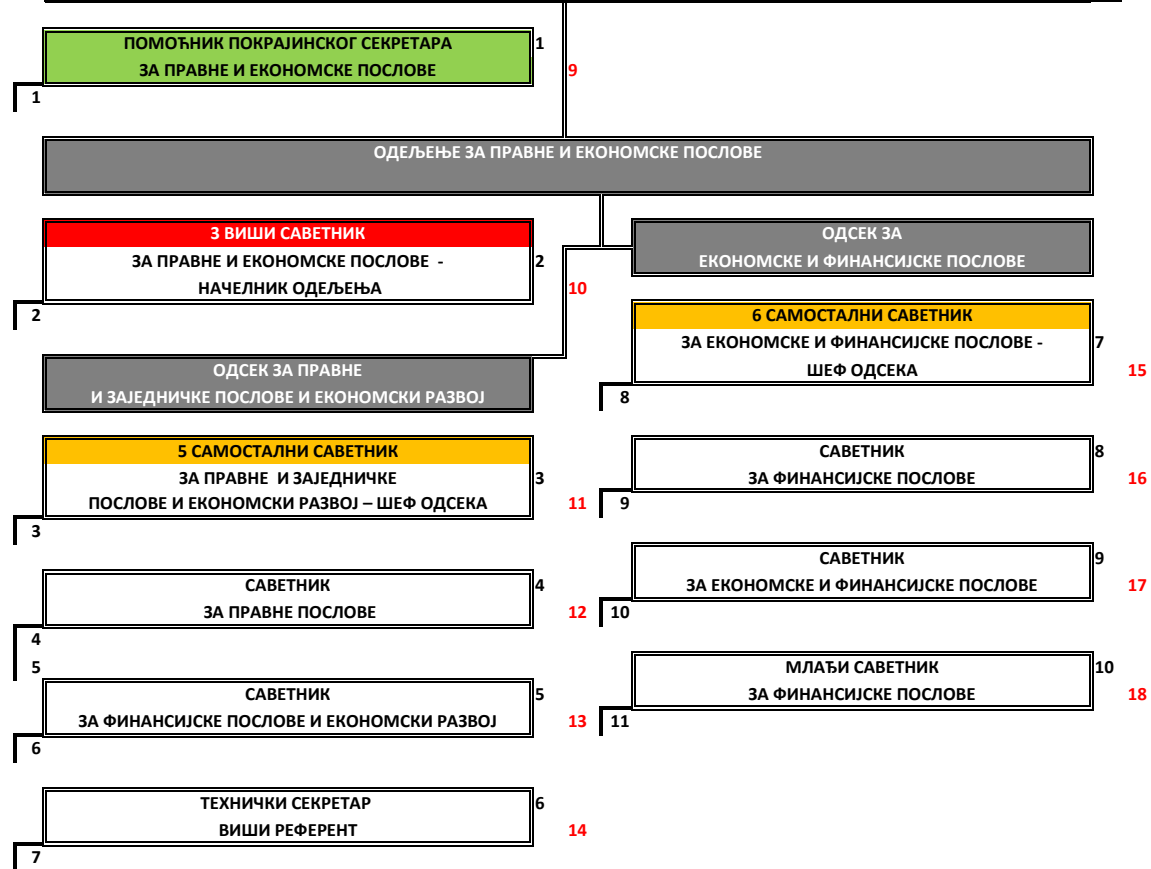 ПОМОЋНИК ПОКРАЈИНСКОГ СЕКРЕТАРА 1
ЗА ПРАВНЕ И ЕКОНОМСКЕ ПОСЛОВЕ 9
1
ОДЕЉЕЊЕ ЗА ПРАВНЕ И ЕКОНОМСКЕ ПОСЛОВЕ
3 ВИШИ САВЕТНИК
ЗА ПРАВНЕ И ЕКОНОМСКЕ ПОСЛОВЕ - 2
НАЧЕЛНИК ОДЕЉЕЊА 10
2
ОДСЕК ЗА ПРАВНЕ
И ЗАЈЕДНИЧКЕ ПОСЛОВЕ И ЕКОНОМСКИ РАЗВОЈ
5 САМОСТАЛНИ САВЕТНИК
ЗА ПРАВНЕ И ЗАЈЕДНИЧКЕ 3
ПОСЛОВЕ И ЕКОНОМСКИ РАЗВОЈ – ШЕФ ОДСЕКА 11
3
САВЕТНИК 4
ЗА ПРАВНЕ ПОСЛОВЕ 12
4
5
САВЕТНИК 5
ЗА ФИНАНСИЈСКЕ ПОСЛОВЕ И ЕКОНОМСКИ РАЗВОЈ 13
6
ТЕХНИЧКИ СЕКРЕТАР 6
ВИШИ РЕФЕРЕНТ 14
7
ОДСЕК ЗА
ЕКОНОМСКЕ И ФИНАНСИЈСКЕ ПОСЛОВЕ
6 САМОСТАЛНИ САВЕТНИК
ЗА ЕКОНОМСКЕ И ФИНАНСИЈСКЕ ПОСЛОВЕ - 7
ШЕФ ОДСЕКА 15
8
САВЕТНИК 8
ЗА ФИНАНСИЈСКЕ ПОСЛОВЕ 16
9
САВЕТНИК 9
ЗА ЕКОНОМСКЕ И ФИНАНСИЈСКЕ ПОСЛОВЕ 17
10
МЛАЂИ САВЕТНИК 10
ЗА ФИНАНСИЈСКЕ ПОСЛОВЕ 18
11